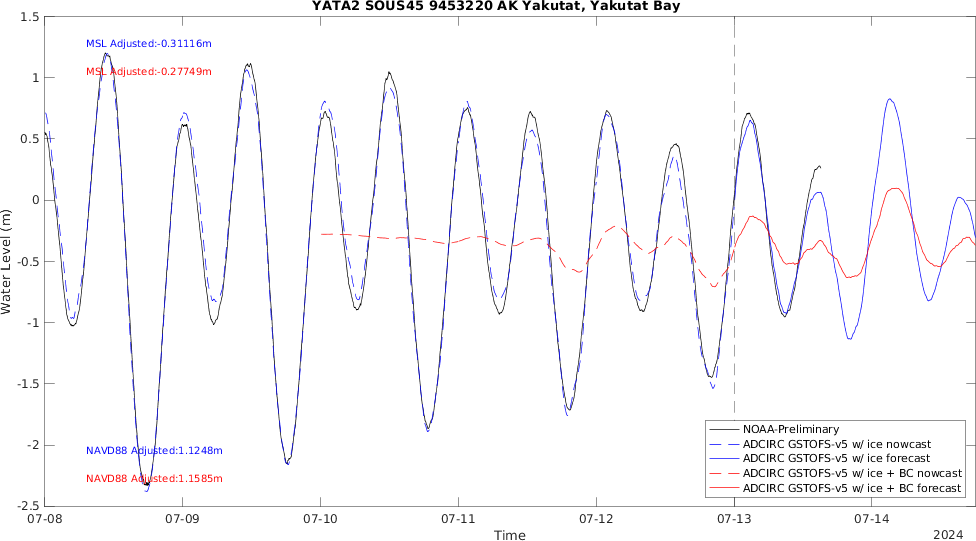 YATA2 SOUS45 9453220 AK Yakutat, Yakutat Bay
1.5
1
0.5
0
-0.5
-1
-1.5
-2
-2.5
Water Level (m)
MSL Adjusted:-0.31116m
MSL Adjusted:-0.27749m
NAVD88 Adjusted:1.1248m
NAVD88 Adjusted:1.1585m
NOAA-Preliminary
ADCIRC GSTOFS-v5 w/ ice nowcast
ADCIRC GSTOFS-v5 w/ ice forecast
ADCIRC GSTOFS-v5 w/ ice + BC nowcast
ADCIRC GSTOFS-v5 w/ ice + BC forecast
07-08 07-09 07-10 07-11 07-12 07-13 07-14
Time
2024